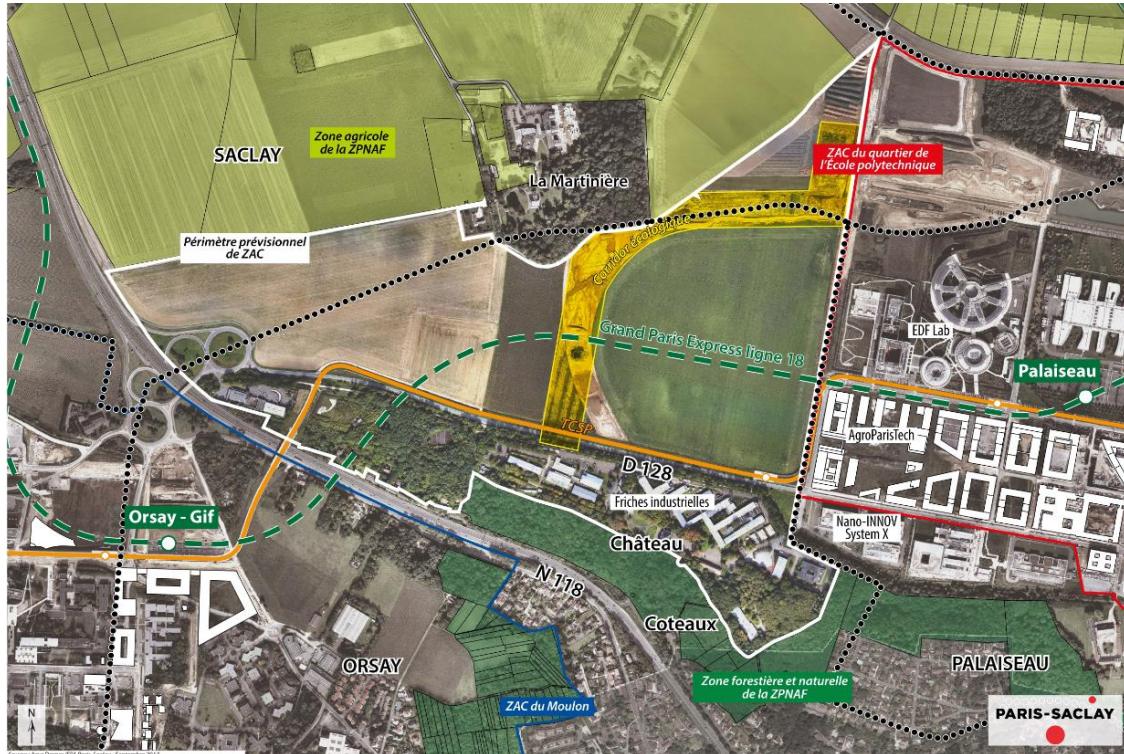 SACLAY
Zone agricole
de la ZPNAF
La Martinière
ZAC du quartier de
l'École polytechnique
Périmètre prévisionnel
de ZAC
Corridor écologique
Grand Paris Express ligne 18
EDF Lab
Palaiseau
TCSP
AgroParisTech
D 128
Friches industrielles
Orsay - Gif
Nano-INNOV
System X
Château
N 118
Coteaux
ORSAY
Zone forestière et naturelle
de la ZPNAF
PALAISEAU
ZAC du Moulon
N
PARIS-SACLAY